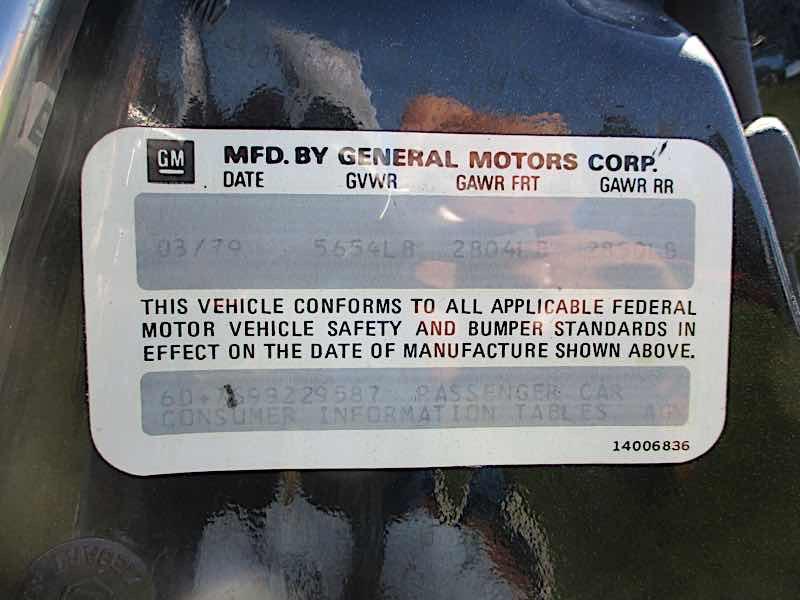 GM MFD. BY GENERAL MOTORS CORP.
DATE GVWR GAWR FRT GAWR RR
03/79 5654LB 2804LB 2850LB
THIS VEHICLE CONFORMS TO ALL APPLICABLE FEDERAL
MOTOR VEHICLE SAFETY AND BUMPER STANDARDS IN
EFFECT ON THE DATE OF MANUFACTURE SHOWN ABOVE.
PASSENGER CAR
CONSUMER INFORMATION TABLES
14006836